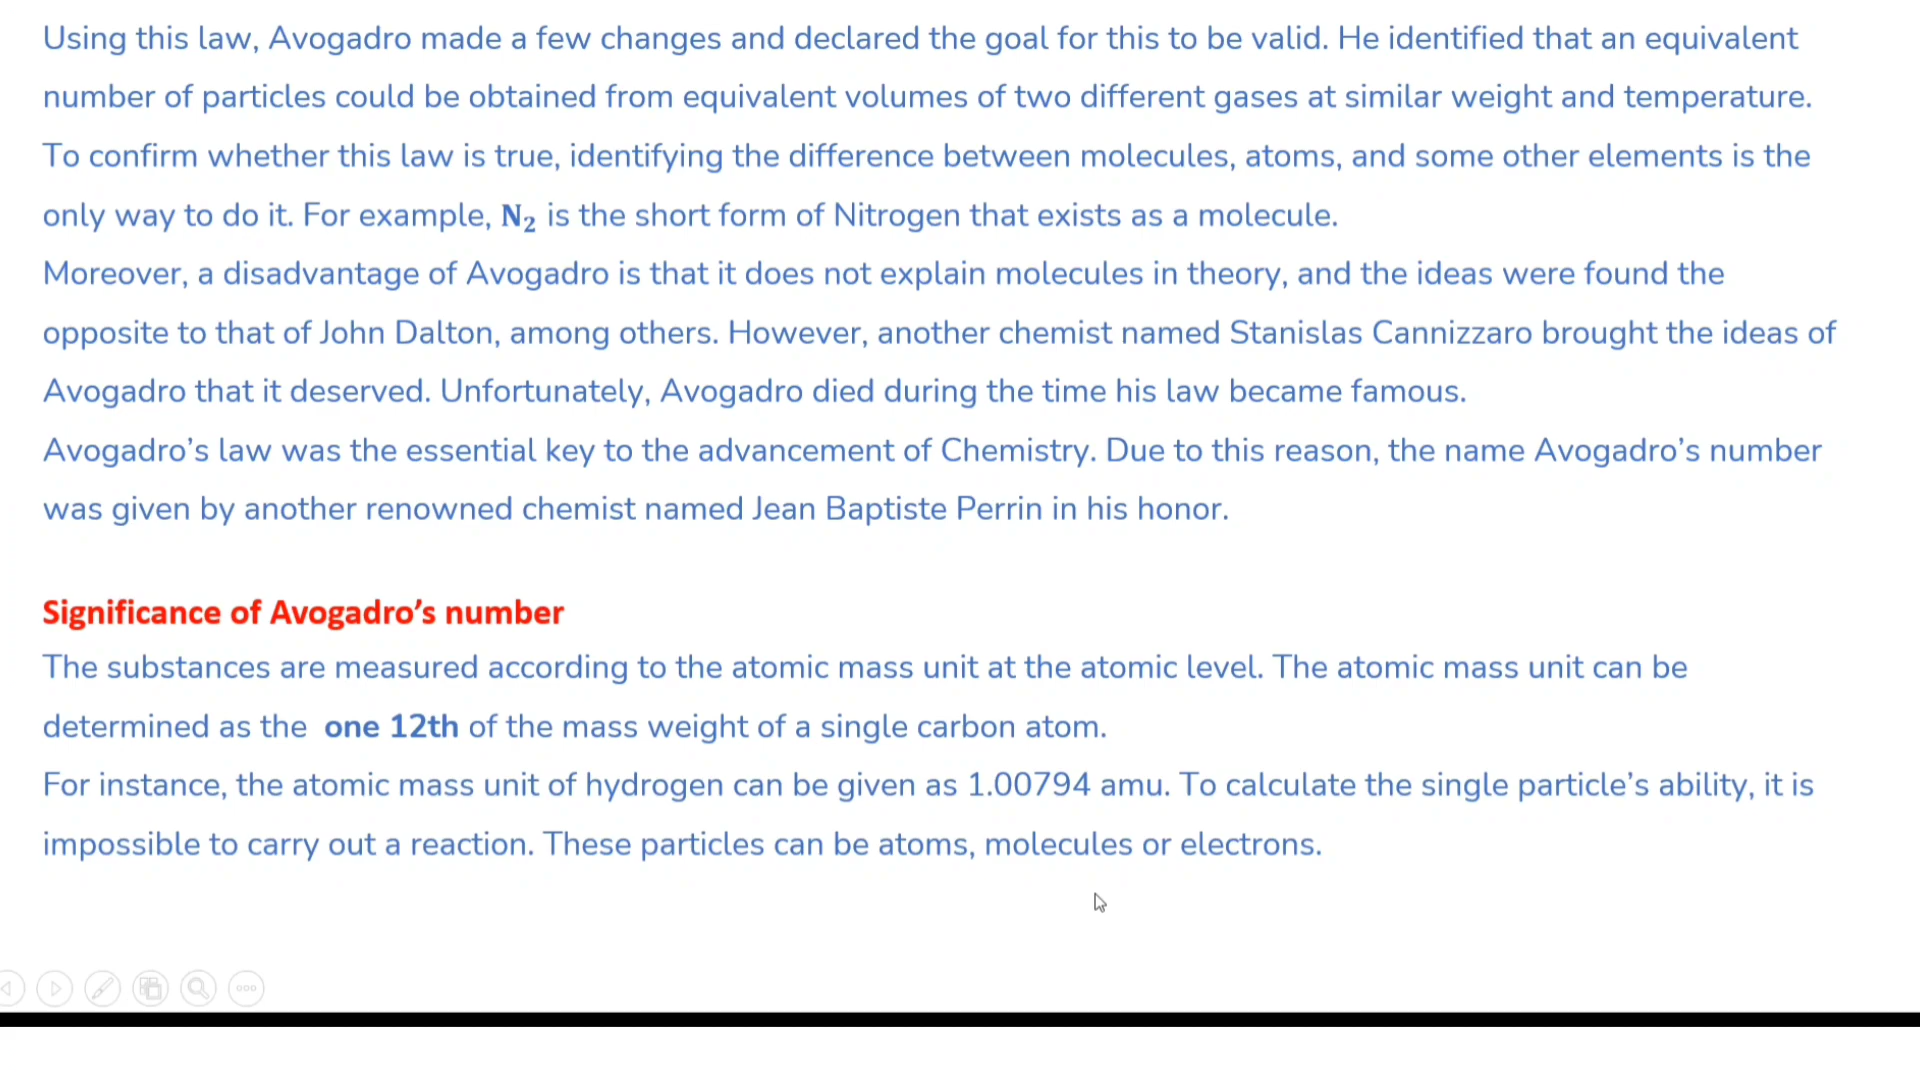 Using this law, Avogadro made a few changes and declared the goal for this to be valid. He identified that an equivalent
number of particles could be obtained from equivalent volumes of two different gases at similar weight and temperature.
To confirm whether this law is true, identifying the difference between molecules, atoms, and some other elements is the
only way to do it. For example, N₂ is the short form of Nitrogen that exists as a molecule.
Moreover, a disadvantage of Avogadro is that it does not explain molecules in theory, and the ideas were found the
opposite to that of John Dalton, among others. However, another chemist named Stanislas Cannizzaro brought the ideas of
Avogadro that it deserved. Unfortunately, Avogadro died during the time his law became famous.
Avogadro’s law was the essential key to the advancement of Chemistry. Due to this reason, the name Avogadro’s number
was given by another renowned chemist named Jean Baptiste Perrin in his honor.
Significance of Avogadro’s number
The substances are measured according to the atomic mass unit at the atomic level. The atomic mass unit can be
determined as the one 12th of the mass weight of a single carbon atom.
For instance, the atomic mass unit of hydrogen can be given as 1.00794 amu. To calculate the single particle’s ability, it is
impossible to carry out a reaction. These particles can be atoms, molecules or electrons.